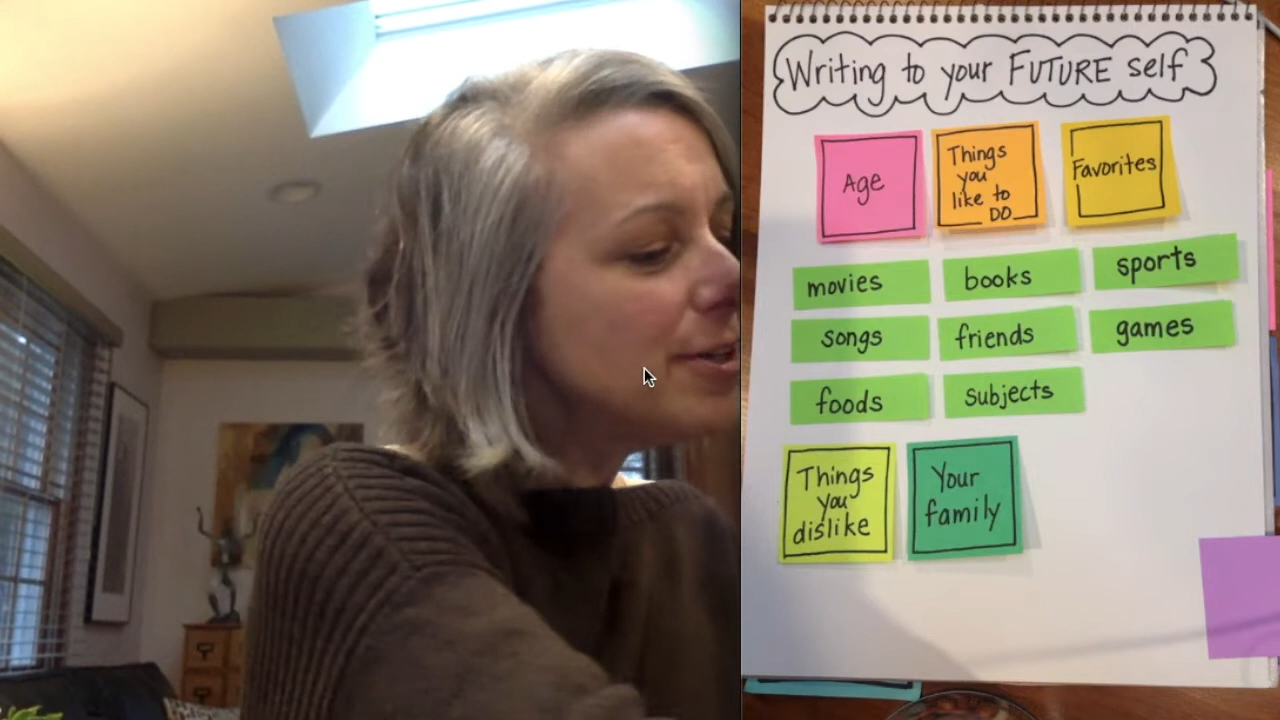 Writing to your FUTURE self
Age
Things
you
like to
DO
Favorites
movies
books
sports
songs
friends
games
foods
subjects
Things
you
dislike
Your
family